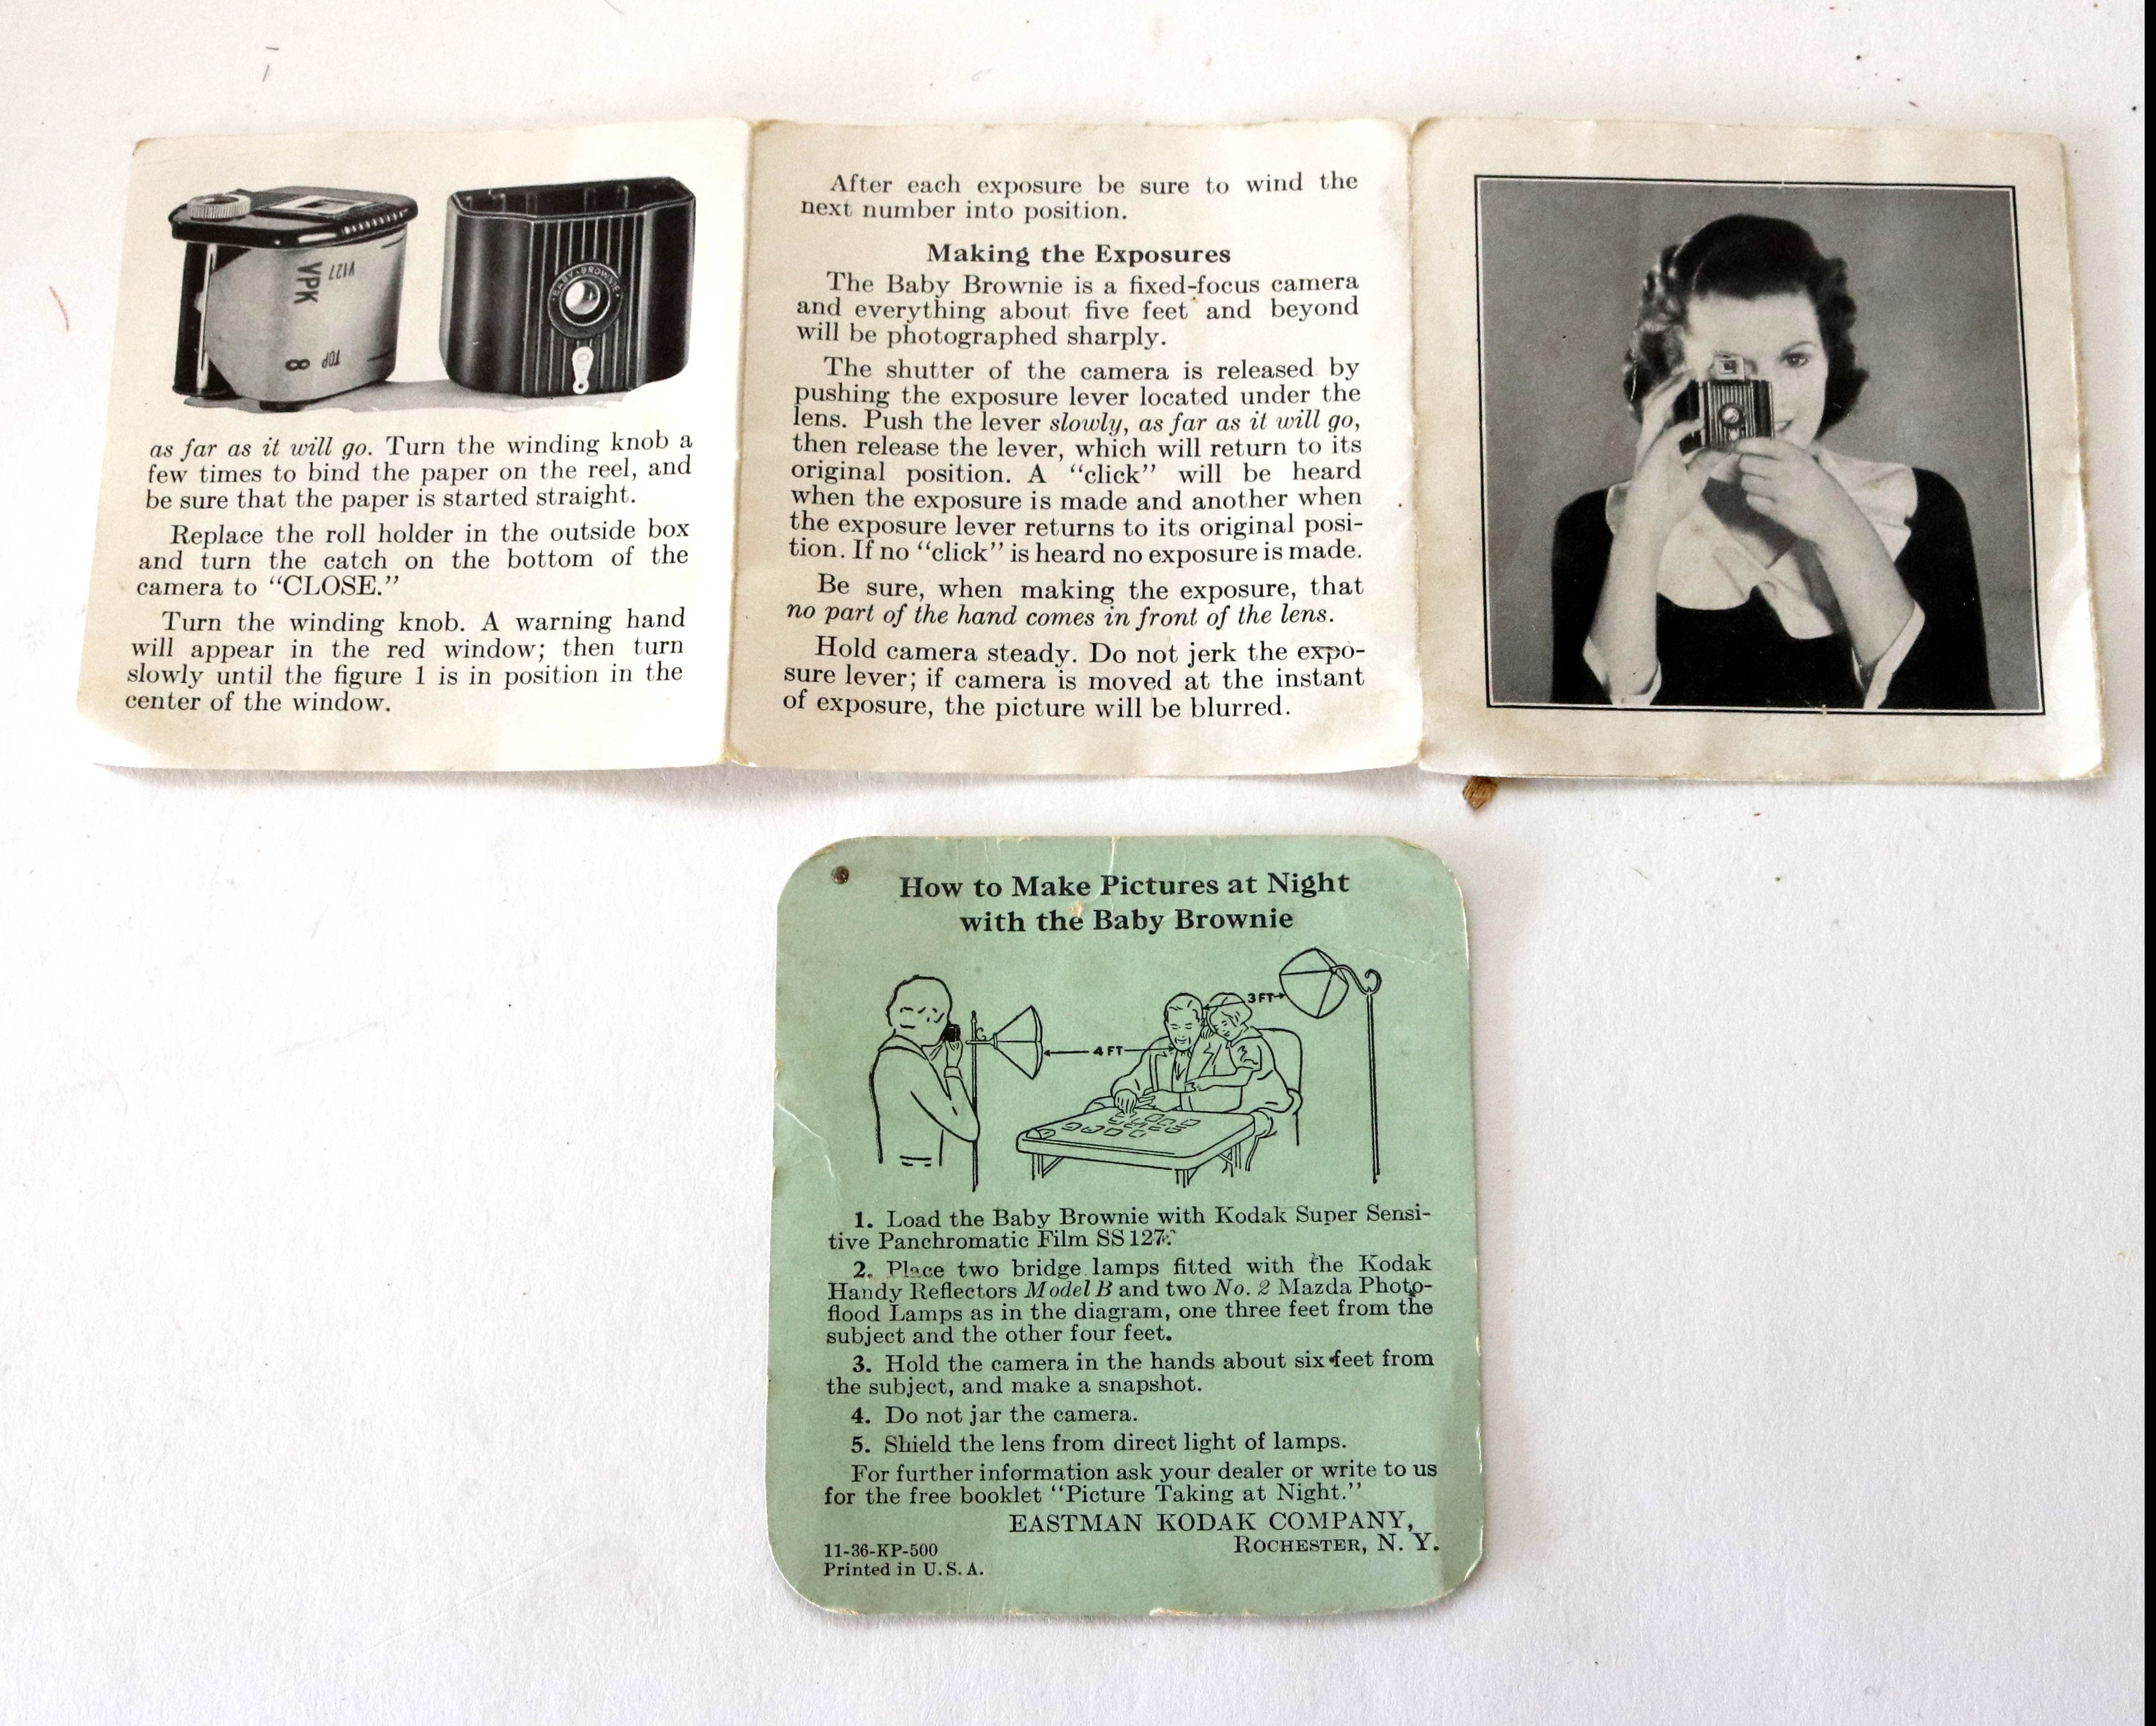 VPK
V127
8
TOP
BABY BROWNIE
as far as it will go. Turn the winding knob a
few times to bind the paper on the reel, and
be sure that the paper is started straight.
Replace the roll holder in the outside box
and turn the catch on the bottom of the
camera to “CLOSE.”
Turn the winding knob. A warning hand
will appear in the red window; then turn
slowly until the figure 1 is in position in the
center of the window.
After each exposure be sure to wind the
next number into position.
Making the Exposures
The Baby Brownie is a fixed-focus camera
and everything about five feet and beyond
will be photographed sharply.
The shutter of the camera is released by
pushing the exposure lever located under the
lens. Push the lever slowly, as far as it will go,
then release the lever, which will return to its
original position. A “click” will be heard
when the exposure is made and another when
the exposure lever returns to its original posi-
tion. If no “click” is heard no exposure is made.
Be sure, when making the exposure, that
no part of the hand comes in front of the lens.
Hold camera steady. Do not jerk the expo-
sure lever; if camera is moved at the instant
of exposure, the picture will be blurred.
How to Make Pictures at Night
with the Baby Brownie
3FT
4FT
1. Load the Baby Brownie with Kodak Super Sensi-
tive Panchromatic Film SS127.
2. Place two bridge lamps fitted with the Kodak
Handy Reflectors Model B and two No. 2 Mazda Photo-
flood Lamps as in the diagram, one three feet from the
subject and the other four feet.
3. Hold the camera in the hands about six feet from
the subject, and make a snapshot.
4. Do not jar the camera.
5. Shield the lens from direct light of lamps.
For further information ask your dealer or write to us
for the free booklet “Picture Taking at Night.”
EASTMAN KODAK COMPANY,
ROCHESTER, N. Y.
11-36-KP-500
Printed in U. S. A.